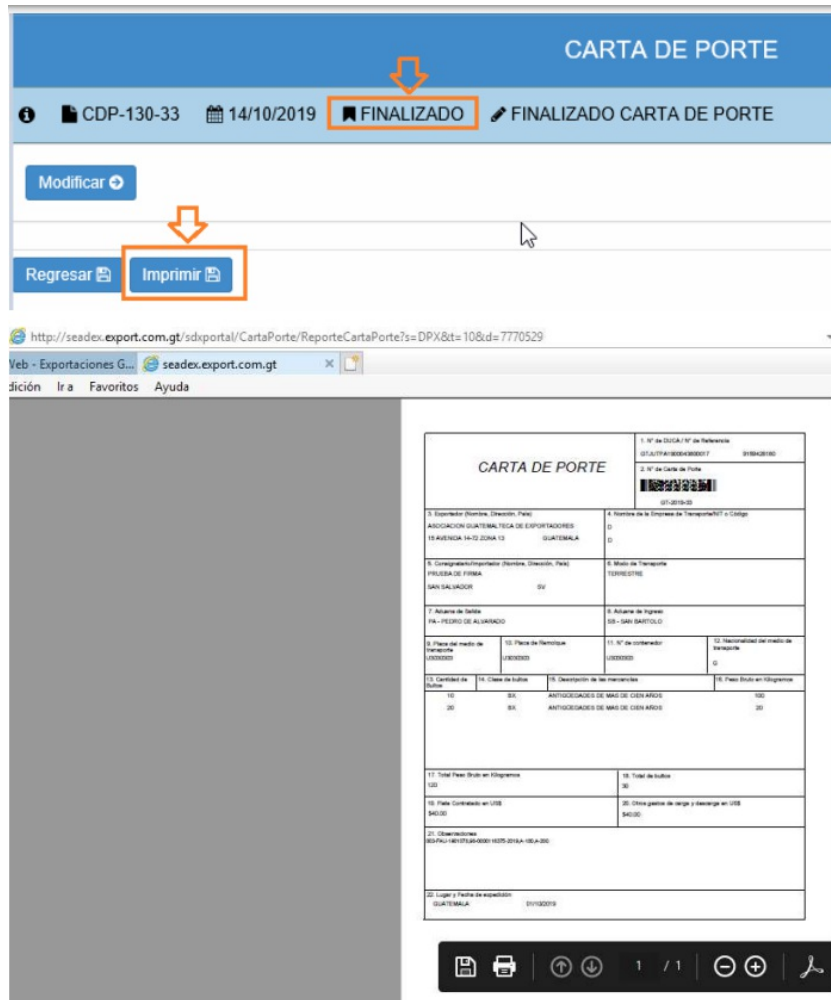 CARTA DE PORTE
CDP-130-33 14/10/2019 FINALIZADO FINALIZADO CARTA DE PORTE
Modificar
Regresar Imprimir
http://seadex.export.com.gt/sdxportal/CartaPorte/ReporteCartaPorte?s=DPX&t=10&d=7770529
Web - Exportaciones G... seadex.export.com.gt
dición Ir a Favoritos Ayuda
CARTA DE PORTE
1. N° de DUCA / N° de Referencia
2. N° de Carta de Porte
GT-2019-33
3. Exportador (Nombre, Dirección, País)
ASOCIACION GUATEMALTECA DE EXPORTADORES
15 AVENIDA 14-72 ZONA 13 GUATEMALA
4. Nombre de la Empresa de Transporte/NIT o Código
D
D
5. Consignatario/Importador (Nombre, Dirección, País)
PRUEBA DE FIRMA
SAN SALVADOR SV
6. Modo de Transporte
TERRESTRE
7. Aduana de Salida
PA - PEDRO DE ALVARADO
8. Aduana de Ingreso
SB - SAN BARTOLO
9. Placa del medio de transporte
10. Placa de Remolque
11. N° de contenedor
12. Nacionalidad del medio de transporte
G
13. Cantidad de Bultos 14. Clase de bultos 15. Descripción de las mercancías 16. Peso Bruto en Kilogramos
10 BX ANTIGÜEDADES DE MAS DE CIEN AÑOS 100
20 BX ANTIGÜEDADES DE MAS DE CIEN AÑOS 20
17. Total Peso Bruto en Kilogramos
120
18. Total de bultos
30
19. Flete Contratado en US$
$40.00
20. Otros gastos de carga y descarga en US$
$40.00
21. Observaciones
22. Lugar y Fecha de expedición
GUATEMALA 01/10/2019
1 / 1